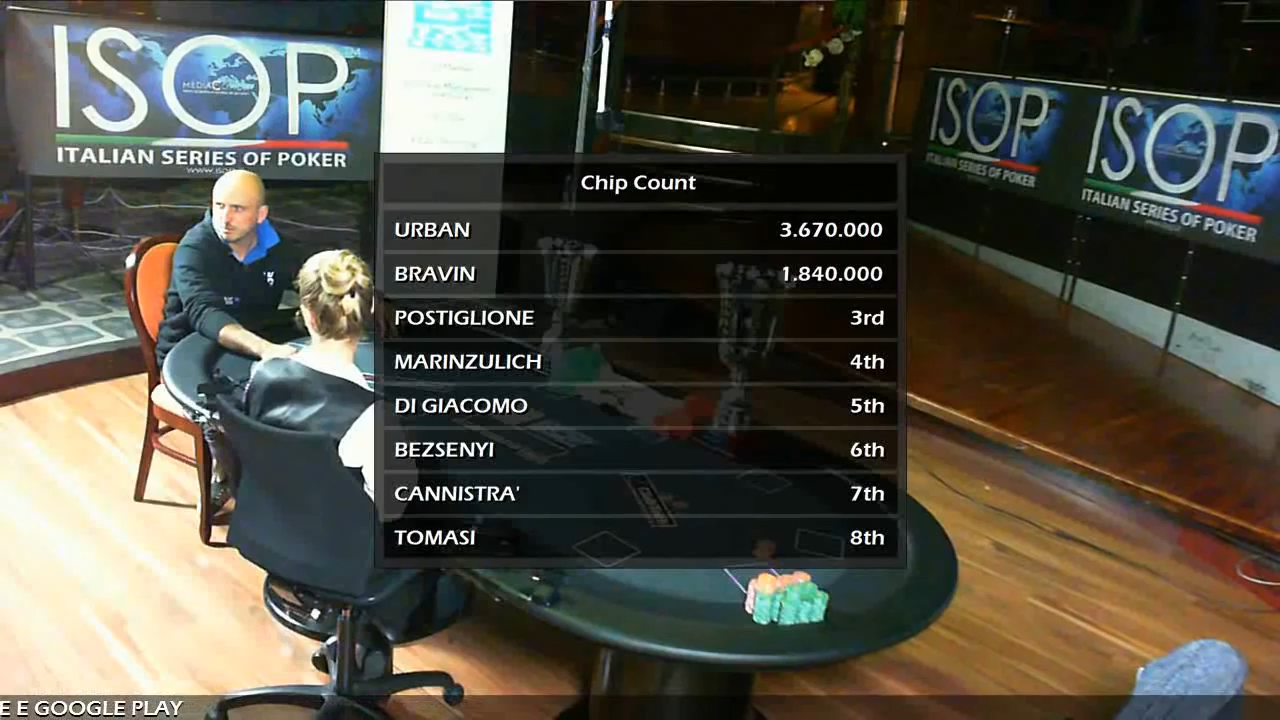 ISOP
MEDIA
ITALIAN SERIES OF POKER
ISOP
ITALIAN SERIES OF POKER
ISOP
ITALIAN SERIES OF POKER
Chip Count
URBAN 3.670.000
BRAVIN 1.840.000
POSTIGLIONE 3rd
MARINZULICH 4th
DI GIACOMO 5th
BEZSENYI 6th
CANNISTRA' 7th
TOMASI 8th
E E GOOGLE PLAY